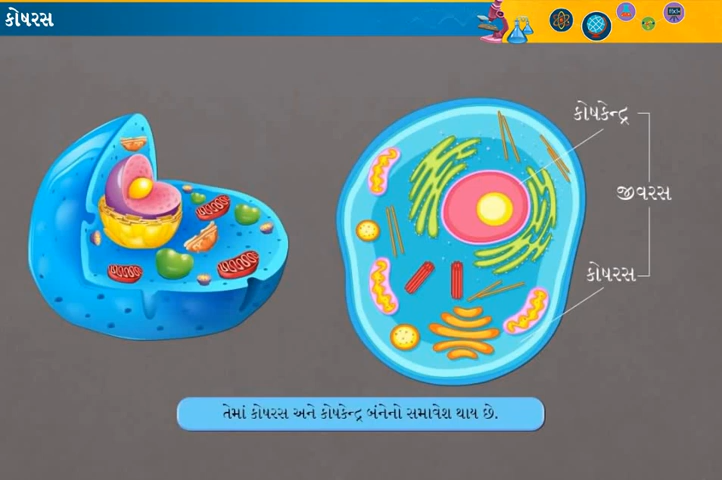 કોષરસ
કોષકેન્દ્ર
જીવરસ
કોષરસ
તેમાં કોષરસ અને કોષકેન્દ્ર બંનેનો સમાવેશ થાય છે.